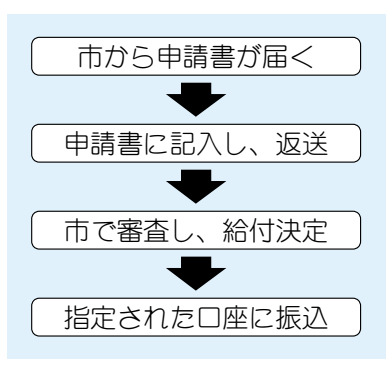 市から申請書が届く
申請書に記入し、返送
市で審査し、給付決定
指定された口座に振込